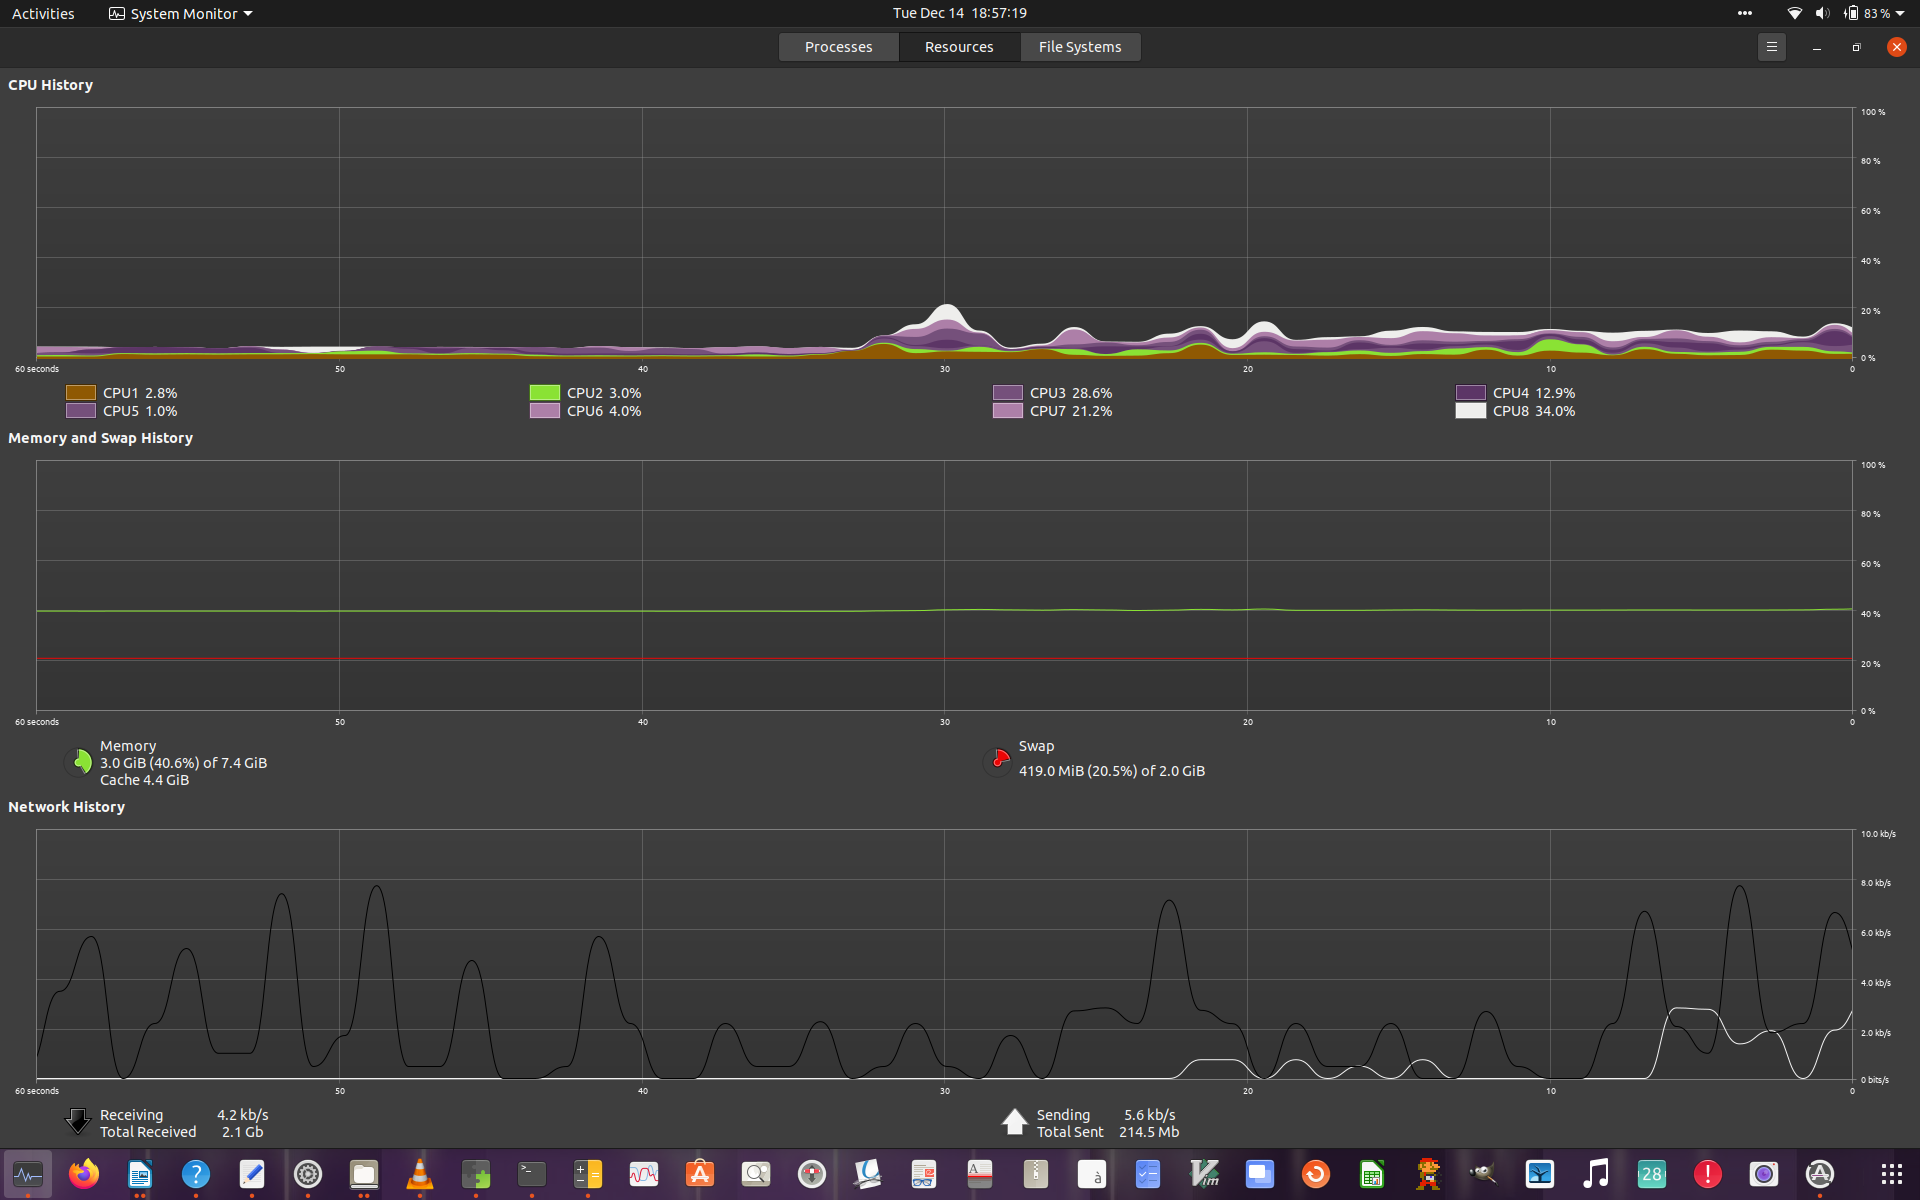 Activities System Monitor Tue Dec 14 18:57:19 83 %
Processes Resources File Systems
CPU History
100 %
80 %
60 %
40 %
20 %
0 %
60 seconds 50 40 30 20 10 0
CPU1 2.8% CPU2 3.0% CPU3 28.6% CPU4 12.9%
CPU5 1.0% CPU6 4.0% CPU7 21.2% CPU8 34.0%
Memory and Swap History
100 %
80 %
60 %
40 %
20 %
0 %
60 seconds 50 40 30 20 10 0
Memory
3.0 GiB (40.6%) of 7.4 GiB
Cache 4.4 GiB
Swap
419.0 MiB (20.5%) of 2.0 GiB
Network History
10.0 kb/s
8.0 kb/s
6.0 kb/s
4.0 kb/s
2.0 kb/s
0 bits/s
60 seconds 50 40 30 20 10 0
Receiving 4.2 kb/s
Total Received 2.1 Gb
Sending 5.6 kb/s
Total Sent 214.5 Mb
? >_ A à Vim 28 !